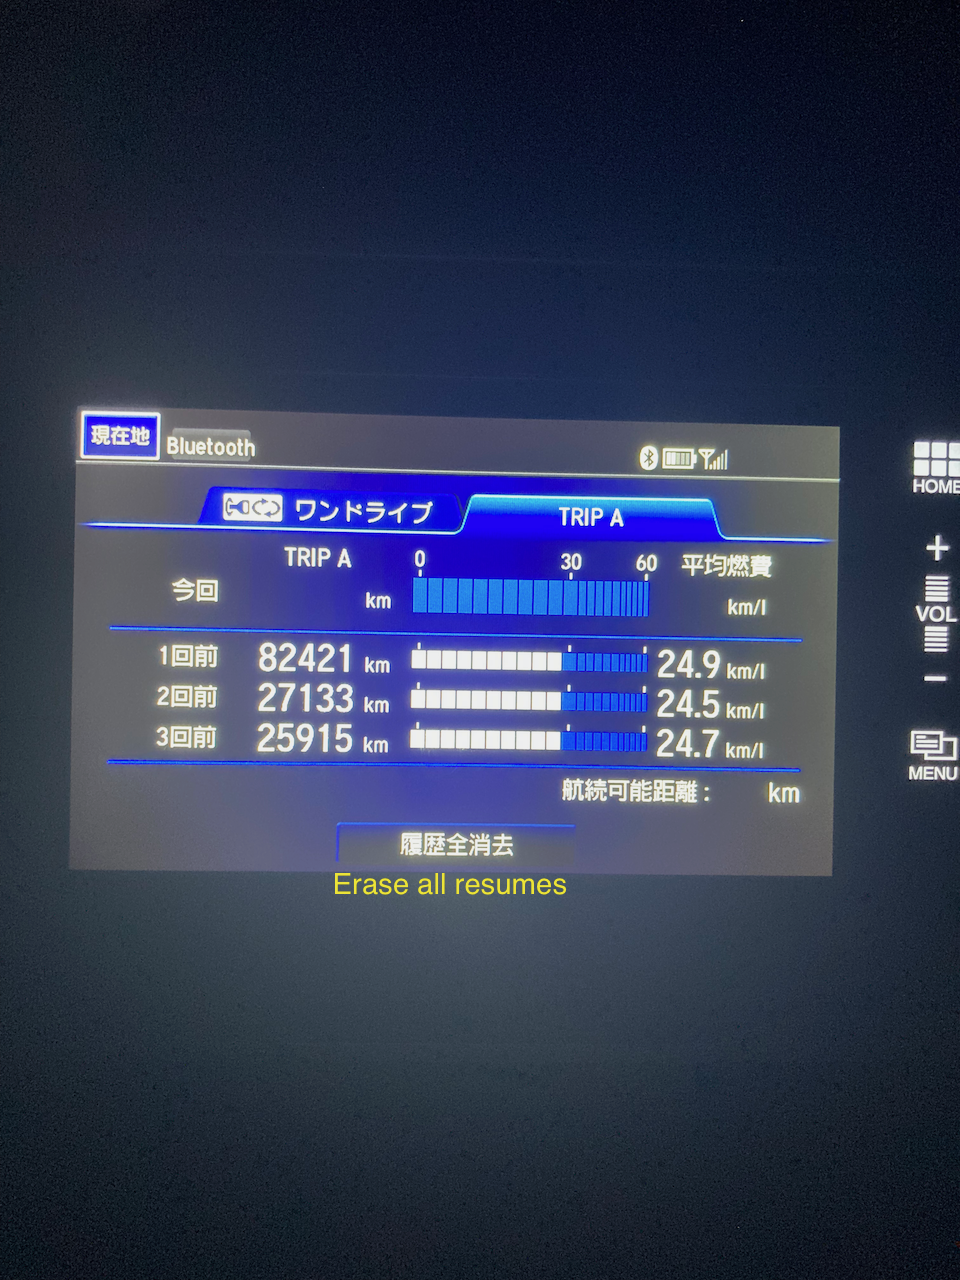 現在地 Bluetooth
HOME
ワンドライブ TRIP A
TRIP A 0 30 60 平均燃費
今回 km km/l
+
VOL
1回前 82421 km 24.9 km/l
−
2回前 27133 km 24.5 km/l
3回前 25915 km 24.7 km/l
MENU
航続可能距離 : km
履歴全消去
Erase all resumes